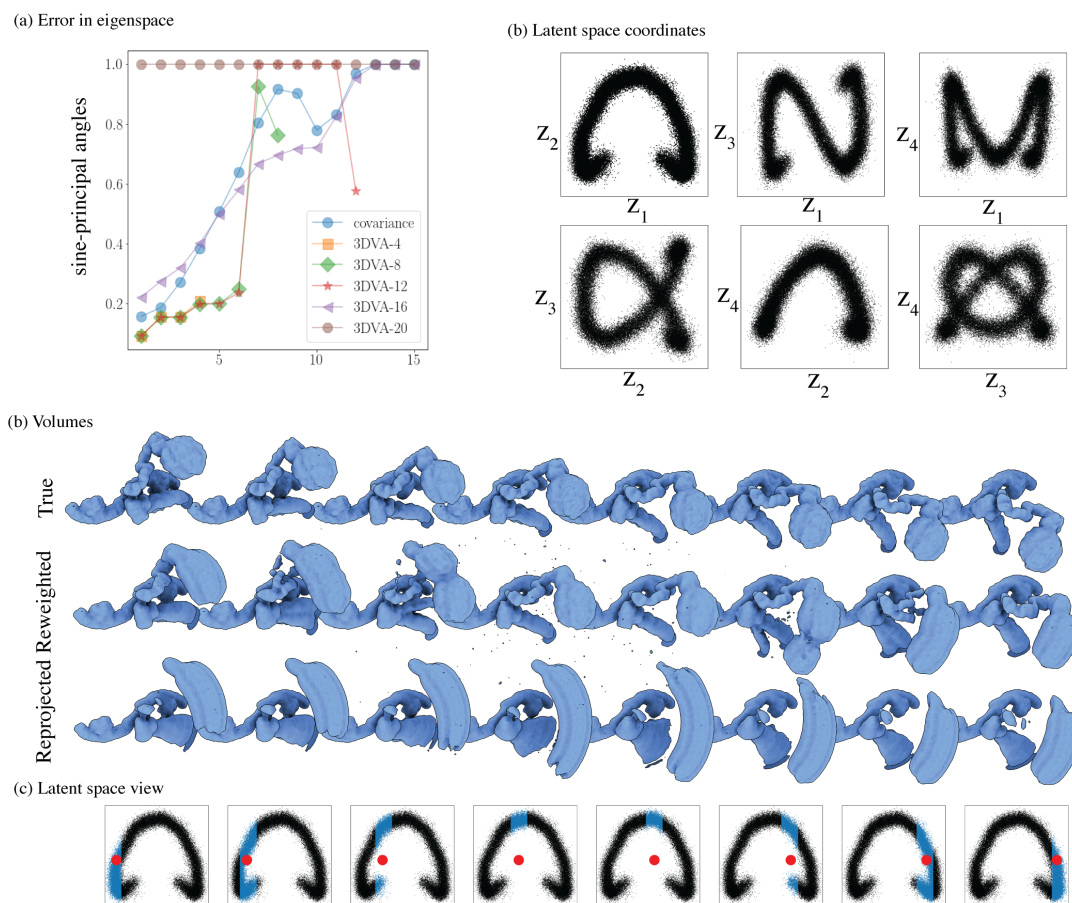 (a) Error in eigenspace
sine-principal angles
1.0
0.8
0.6
0.4
0.2
5
10
15
covariance
3DVA-4
3DVA-8
3DVA-12
3DVA-16
3DVA-20
(b) Latent space coordinates
Z2
Z1
Z3
Z1
Z4
Z1
Z3
Z2
Z4
Z2
Z4
Z3
(b) Volumes
True
Reweighted
Reprojected
(c) Latent space view